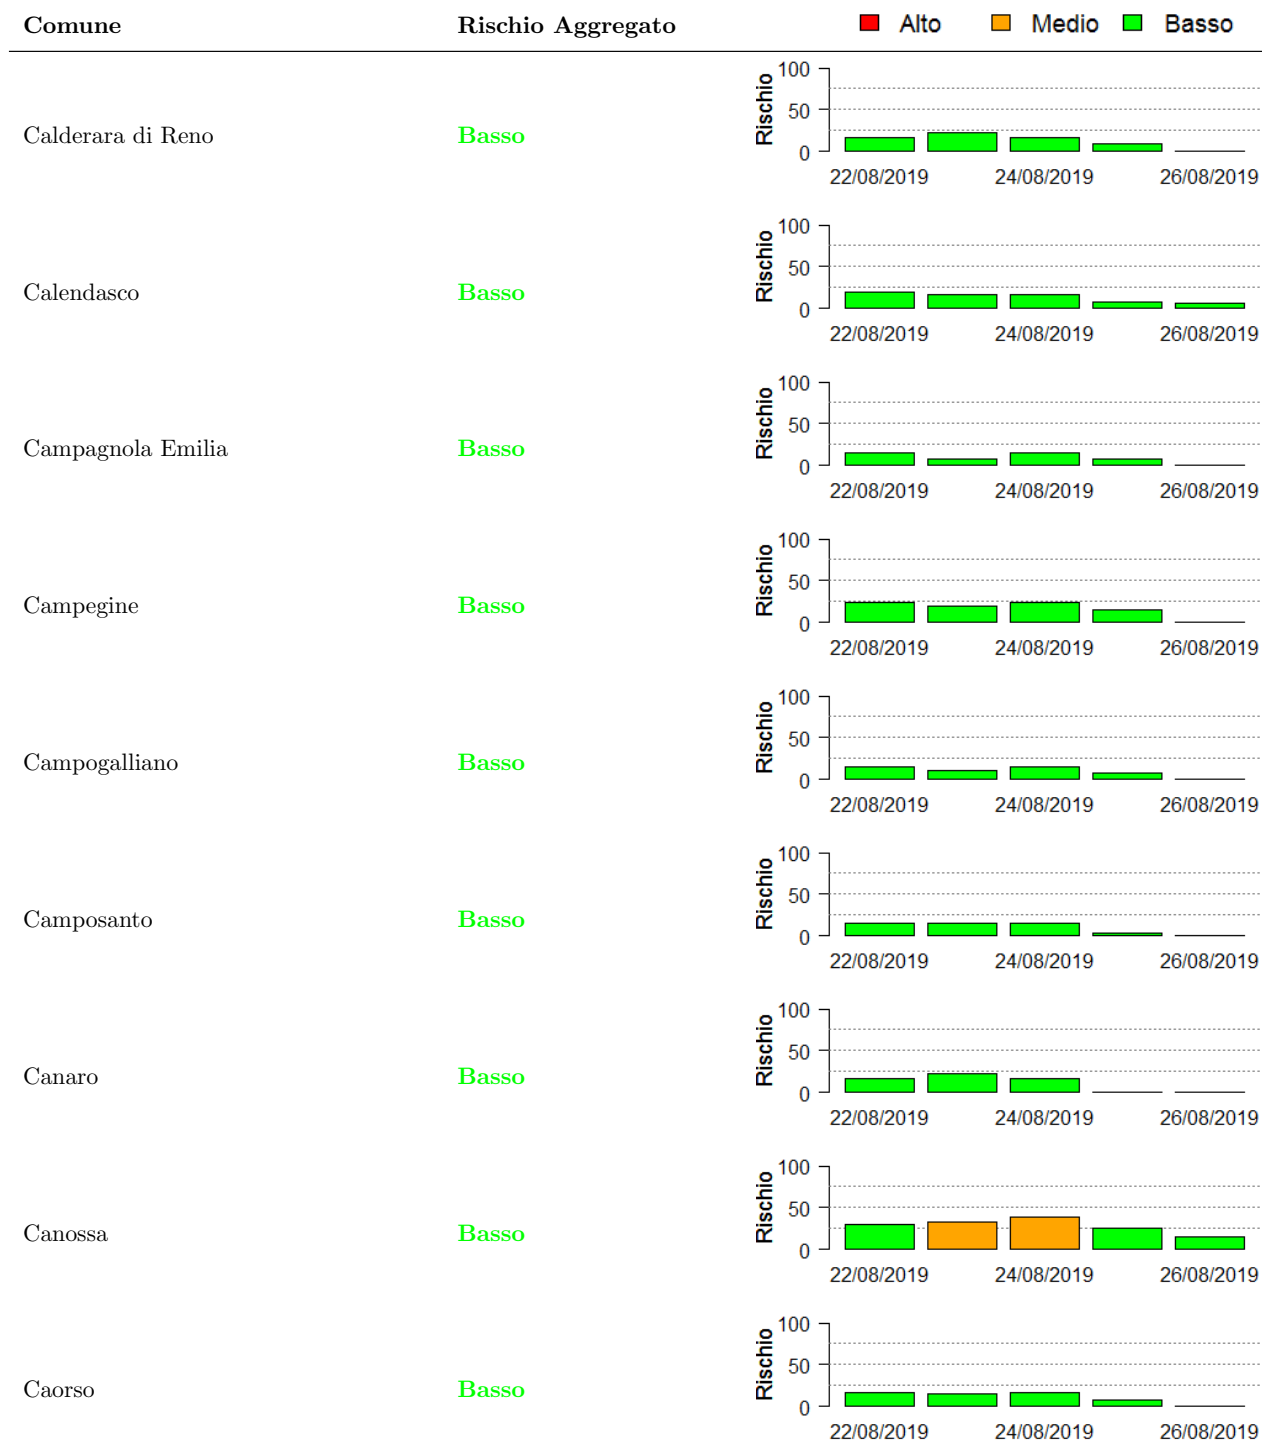 Comune Rischio Aggregato Alto Medio Basso
Calderara di Reno Basso Rischio 100 50 0
22/08/2019 24/08/2019 26/08/2019
Calendasco Basso Rischio 100 50 0
22/08/2019 24/08/2019 26/08/2019
Campagnola Emilia Basso Rischio 100 50 0
22/08/2019 24/08/2019 26/08/2019
Campegine Basso Rischio 100 50 0
22/08/2019 24/08/2019 26/08/2019
Campogalliano Basso Rischio 100 50 0
22/08/2019 24/08/2019 26/08/2019
Camposanto Basso Rischio 100 50 0
22/08/2019 24/08/2019 26/08/2019
Canaro Basso Rischio 100 50 0
22/08/2019 24/08/2019 26/08/2019
Canossa Basso Rischio 100 50 0
22/08/2019 24/08/2019 26/08/2019
Caorso Basso Rischio 100 50 0
22/08/2019 24/08/2019 26/08/2019